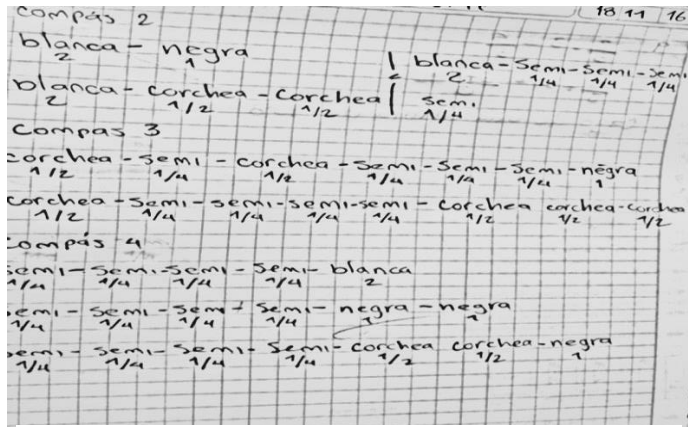 18 11 16
compás 2
blanca - negra
2 1
blanca - corchea - corchea
2 1/2 1/2
blanca - semi - semi - semi
2 1/4 1/4 1/4
semi.
1/4
Compas 3
corchea - semi - corchea - semi - semi - semi - negra
1/2 1/4 1/2 1/4 1/4 1/4 1
corchea - semi - semi - semi - semi - corchea corchea - corchea
1/2 1/4 1/4 1/4 1/4 1/2 1/2 1/2
compás 4
semi - semi - semi - semi - blanca
1/4 1/4 1/4 1/4 2
semi - semi - semi - semi - negra - negra
1/4 1/4 1/4 1/4 1 1
semi - semi - semi - semi - corchea corchea - negra
1/4 1/4 1/4 1/4 1/2 1/2 1